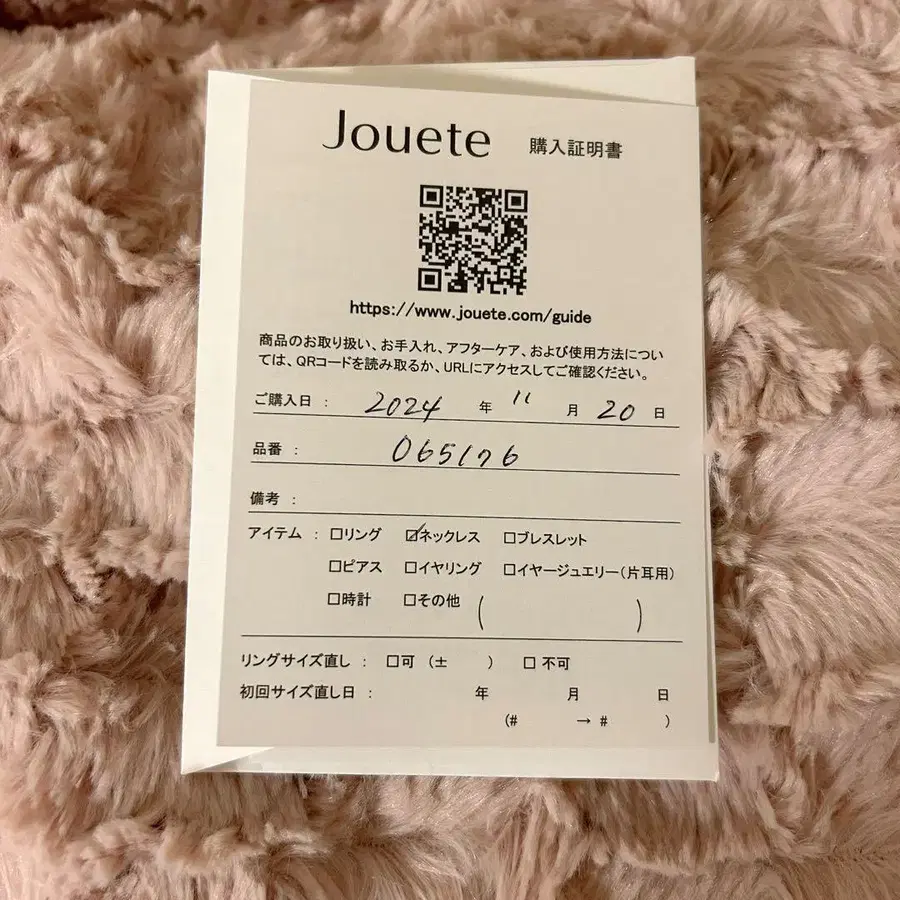 Jouete 購入証明書
https://www.jouete.com/guide
商品のお取り扱い、お手入れ、アフターケア、および使用方法につい
ては、QRコードを読み取るか、URLにアクセスしてご確認ください。
ご購入日 : 2024 年 11 月 20 日
品番 : 065176
備考 :
アイテム : □リング ☑ネックレス □ブレスレット
□ピアス □イヤリング □イヤージュエリー(片耳用)
□時計 □その他 ( )
リングサイズ直し : □可 (± ) □ 不可
初回サイズ直し日 : 年 月 日
(# → # )